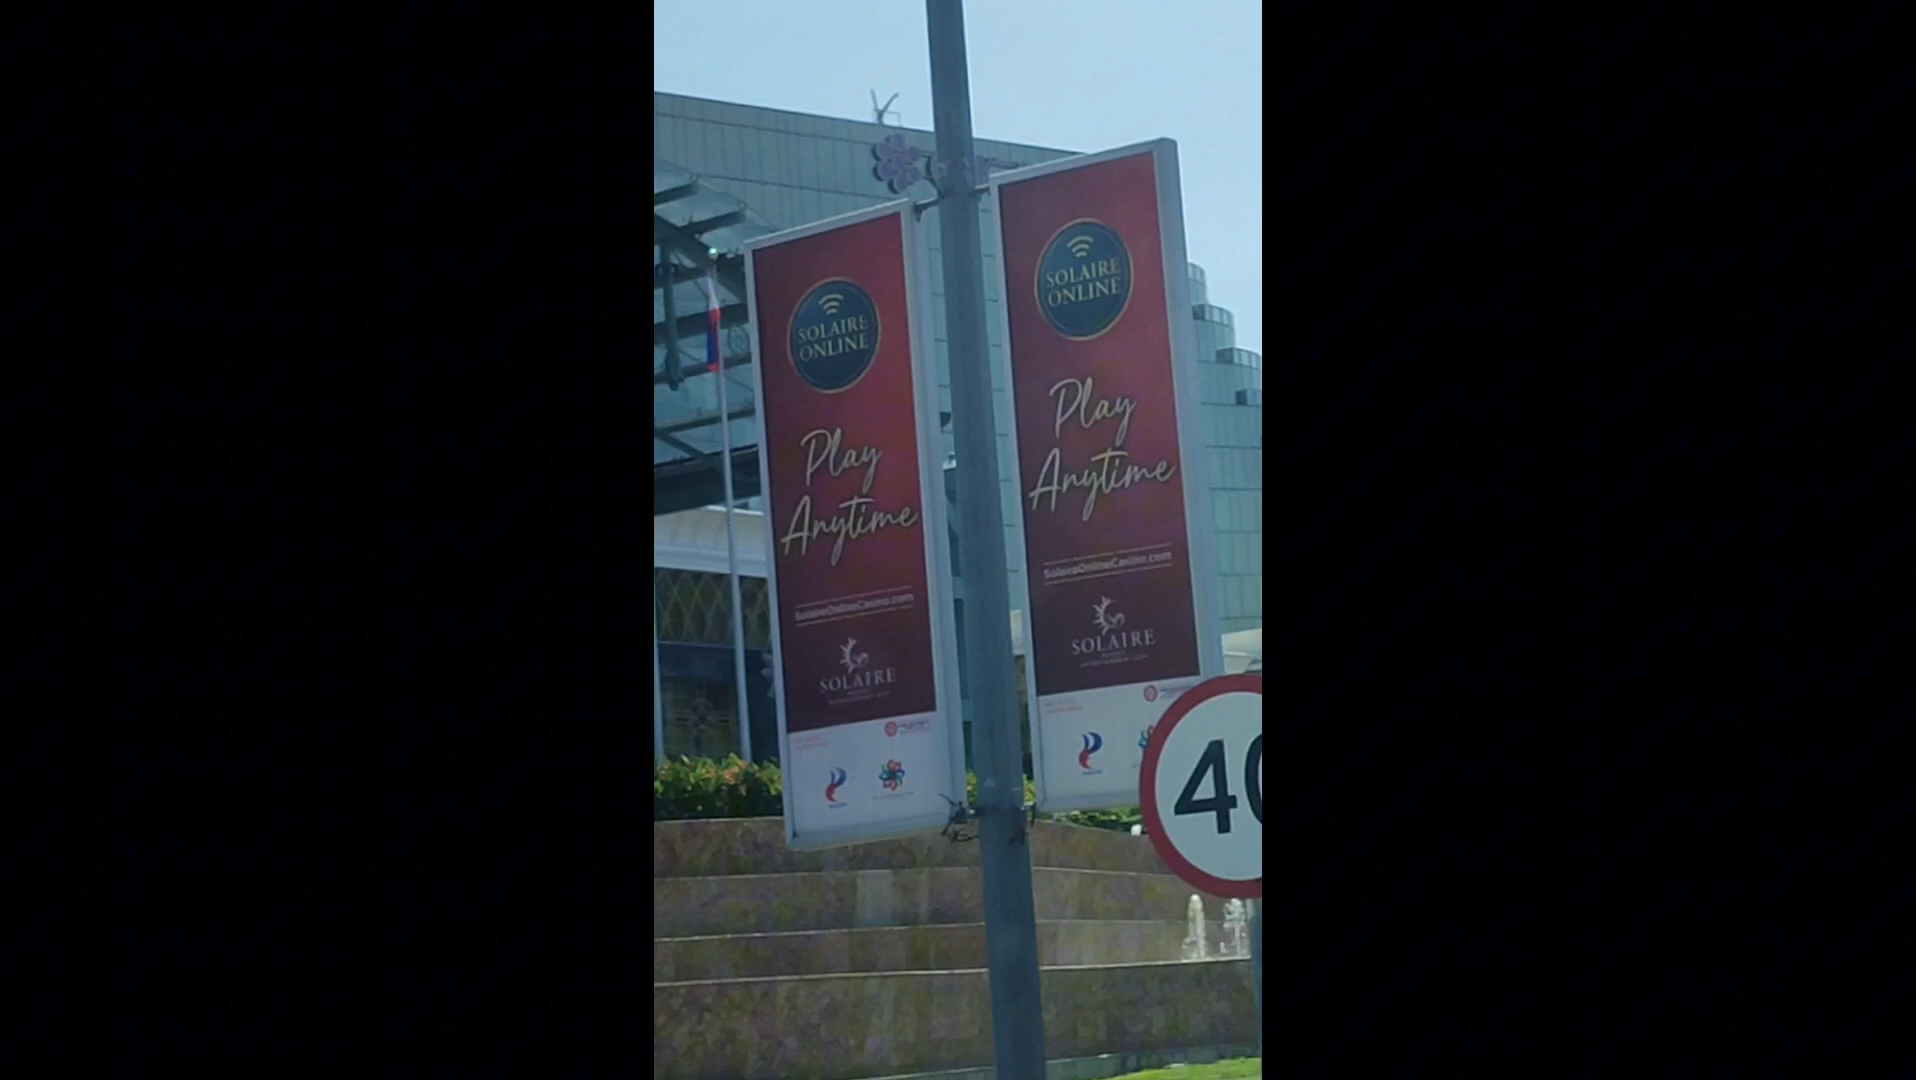 SOLAIRE
ONLINE
Play
Anytime
SolaireOnlineCasino.com
SOLAIRE
SOLAIRE
ONLINE
Play
Anytime
SolaireOnlineCasino.com
SOLAIRE
40